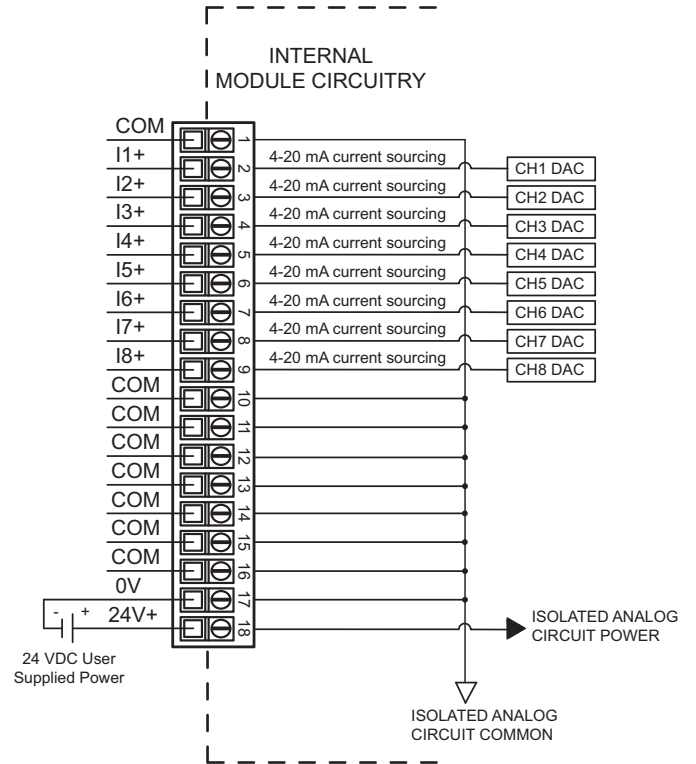 INTERNAL
MODULE CIRCUITRY
COM 1
I1+ 2 4-20 mA current sourcing CH1 DAC
I2+ 3 4-20 mA current sourcing CH2 DAC
I3+ 4 4-20 mA current sourcing CH3 DAC
I4+ 5 4-20 mA current sourcing CH4 DAC
I5+ 6 4-20 mA current sourcing CH5 DAC
I6+ 7 4-20 mA current sourcing CH6 DAC
I7+ 8 4-20 mA current sourcing CH7 DAC
I8+ 9 4-20 mA current sourcing CH8 DAC
COM 10
COM 11
COM 12
COM 13
COM 14
COM 15
COM 16
0V 17
- + 24V+ 18
ISOLATED ANALOG
CIRCUIT POWER
24 VDC User
Supplied Power
ISOLATED ANALOG
CIRCUIT COMMON